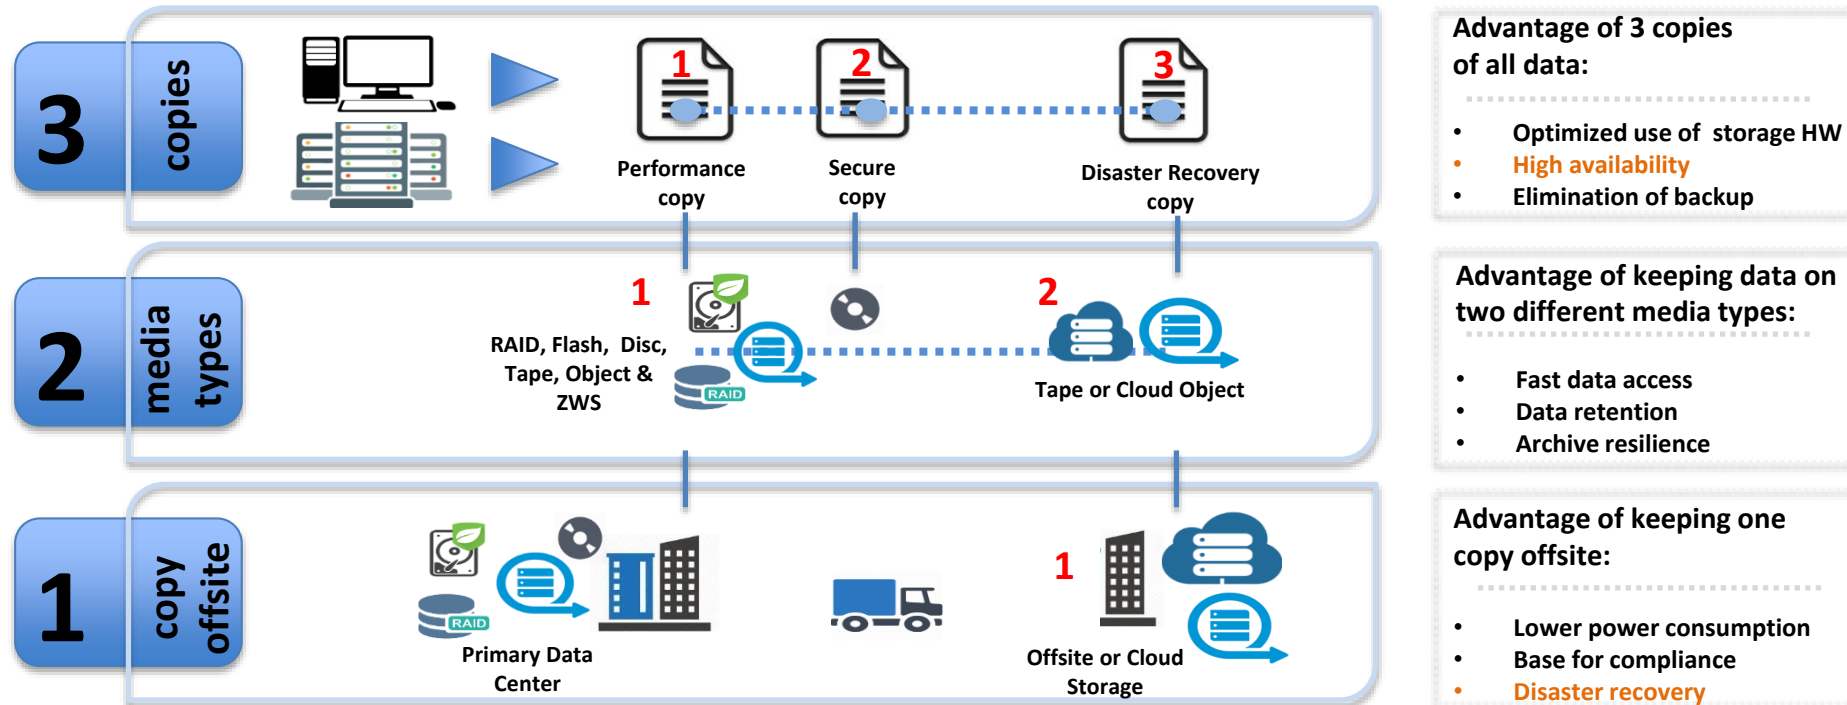 3
copies
1
2
3
Performance
copy
Secure
copy
Disaster Recovery
copy
Advantage of 3 copies
of all data:
• Optimized use of storage HW
• High availability
• Elimination of backup
2
media
types
1
RAID, Flash, Disc,
Tape, Object &
ZWS
RAID
2
Tape or Cloud Object
Advantage of keeping data on
two different media types:
• Fast data access
• Data retention
• Archive resilience
1
copy
offsite
RAID
Primary Data
Center
1
Offsite or Cloud
Storage
Advantage of keeping one
copy offsite:
• Lower power consumption
• Base for compliance
• Disaster recovery